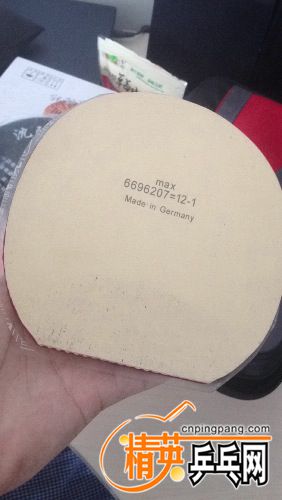 max
6696207=12-1
Made in Germany
cnpingpang.com
精英乒乓网